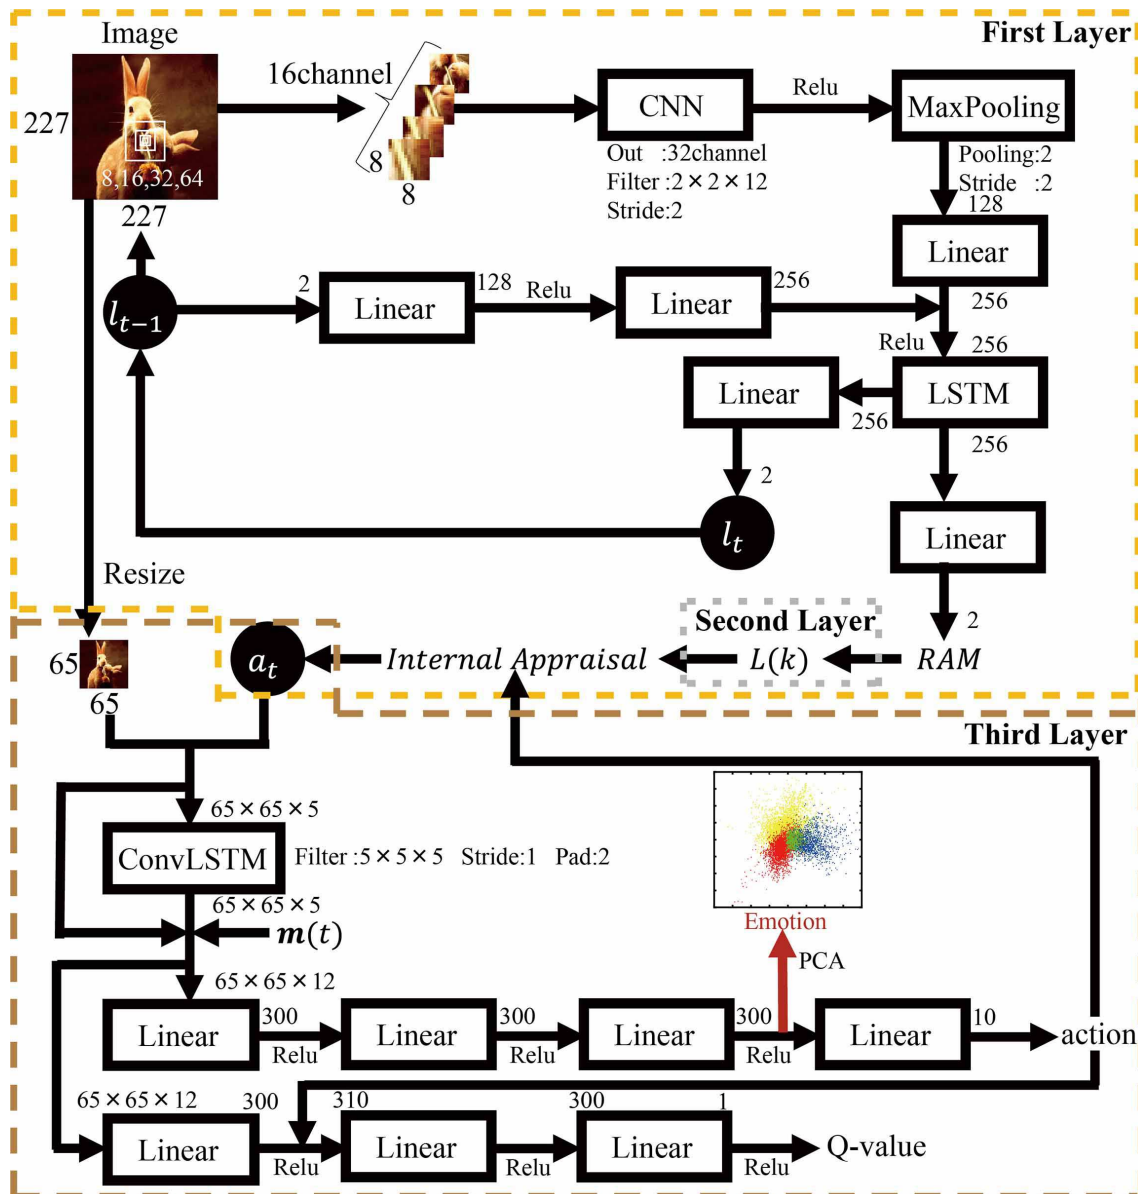 First Layer
Image
16channel
227
8,16,32,64
227
8
8
CNN
Relu
MaxPooling
Out :32channel
Filter :2×2×12
Stride:2
Pooling:2
Stride :2
128
Linear
256
l_{t-1}
2
Linear
128
Relu
Linear
256
Relu
256
LSTM
256
Linear
256
2
l_t
Linear
2
Resize
65
65
a_t
Internal Appraisal
Second Layer
L(k)
RAM
Third Layer
65×65×5
ConvLSTM
Filter :5×5×5 Stride:1 Pad:2
65×65×5
m(t)
Emotion
PCA
65×65×12
Linear
300
Relu
Linear
300
Relu
Linear
300
Relu
Linear
10
action
65×65×12
Linear
300
Relu
310
Linear
Relu
300
Linear
1
Relu
Q-value